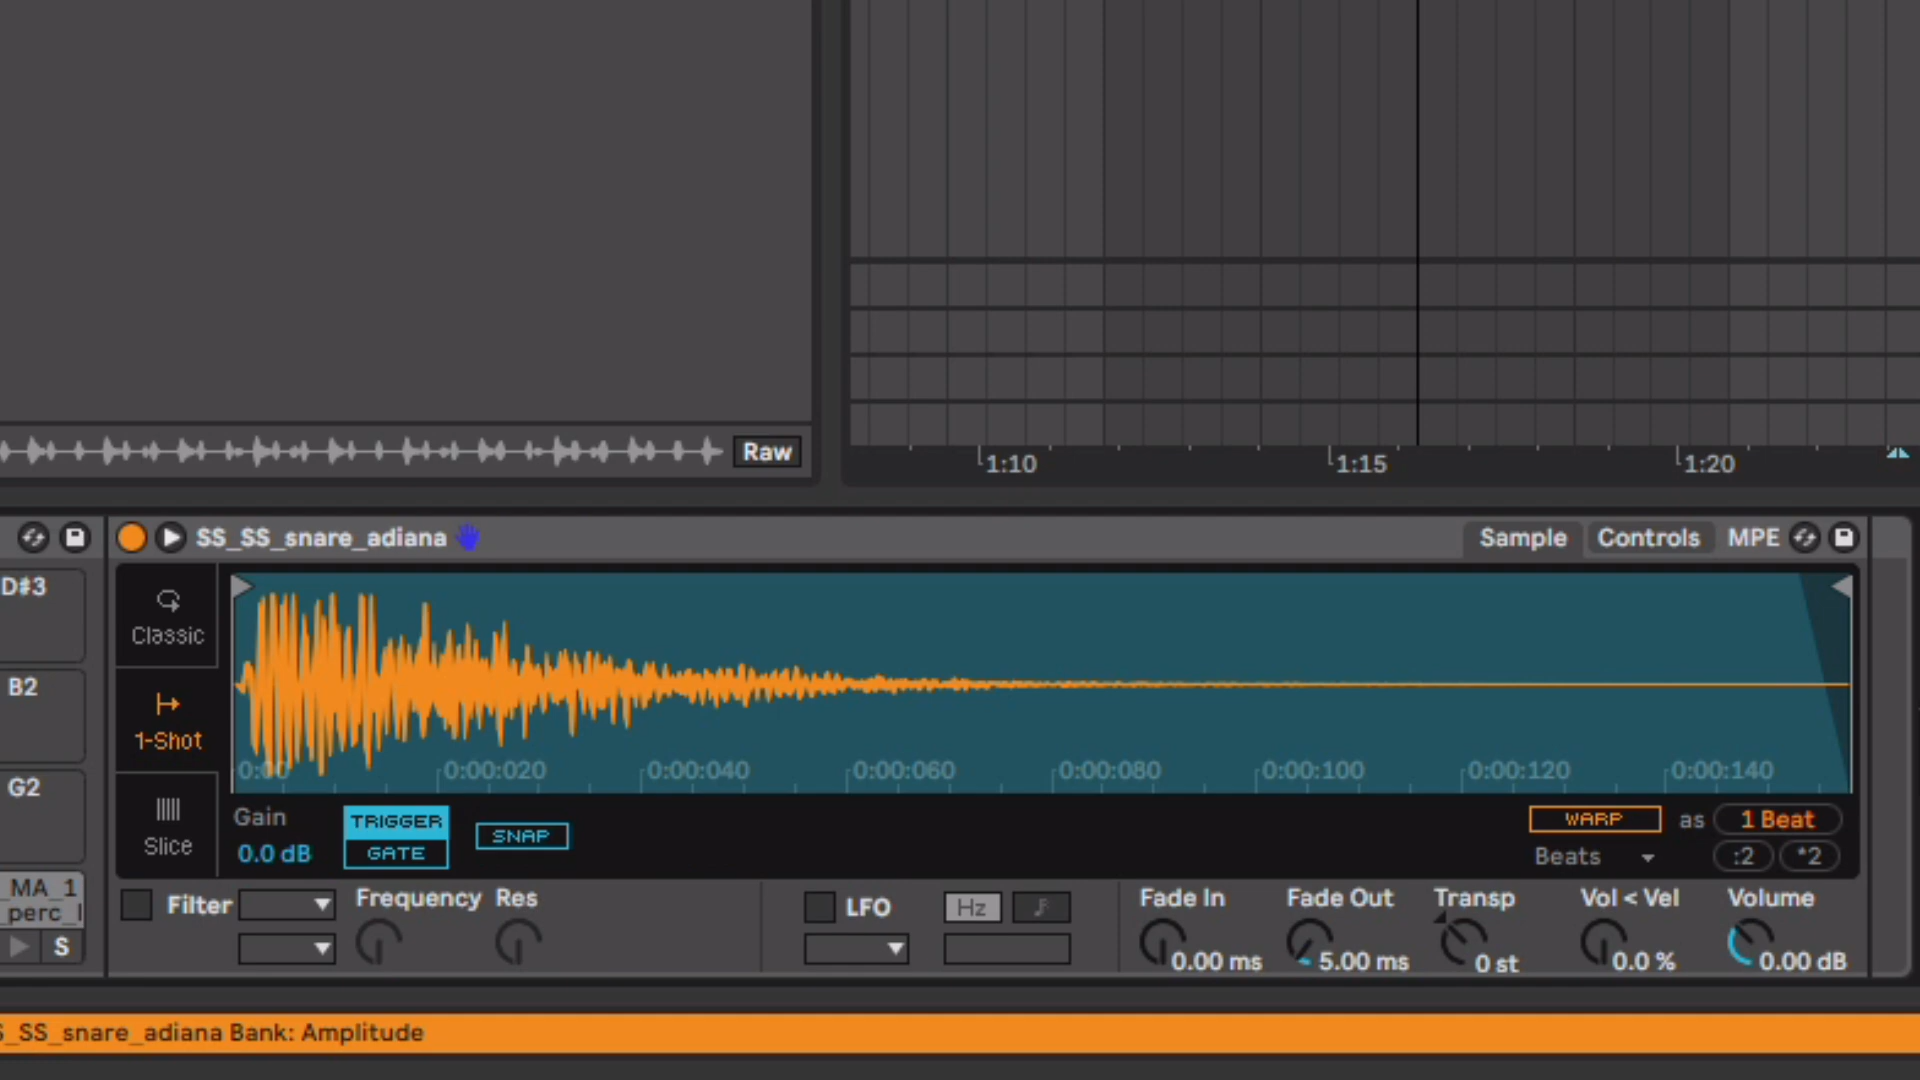 Raw
1:10
1:15
1:20
SS_SS_snare_adiana
Sample
Controls
MPE
D#3
B2
G2
_MA_1
perc_l
S
Classic
1-Shot
Slice
0:00
0:00:020
0:00:040
0:00:060
0:00:080
0:00:100
0:00:120
0:00:140
Gain
0.0 dB
TRIGGER
GATE
SNAP
WARP
as
1 Beat
Beats
:2
*2
Filter
Frequency
Res
LFO
Hz
Fade In
0.00 ms
Fade Out
5.00 ms
Transp
0 st
Vol < Vel
0.0 %
Volume
0.00 dB
_SS_snare_adiana Bank: Amplitude